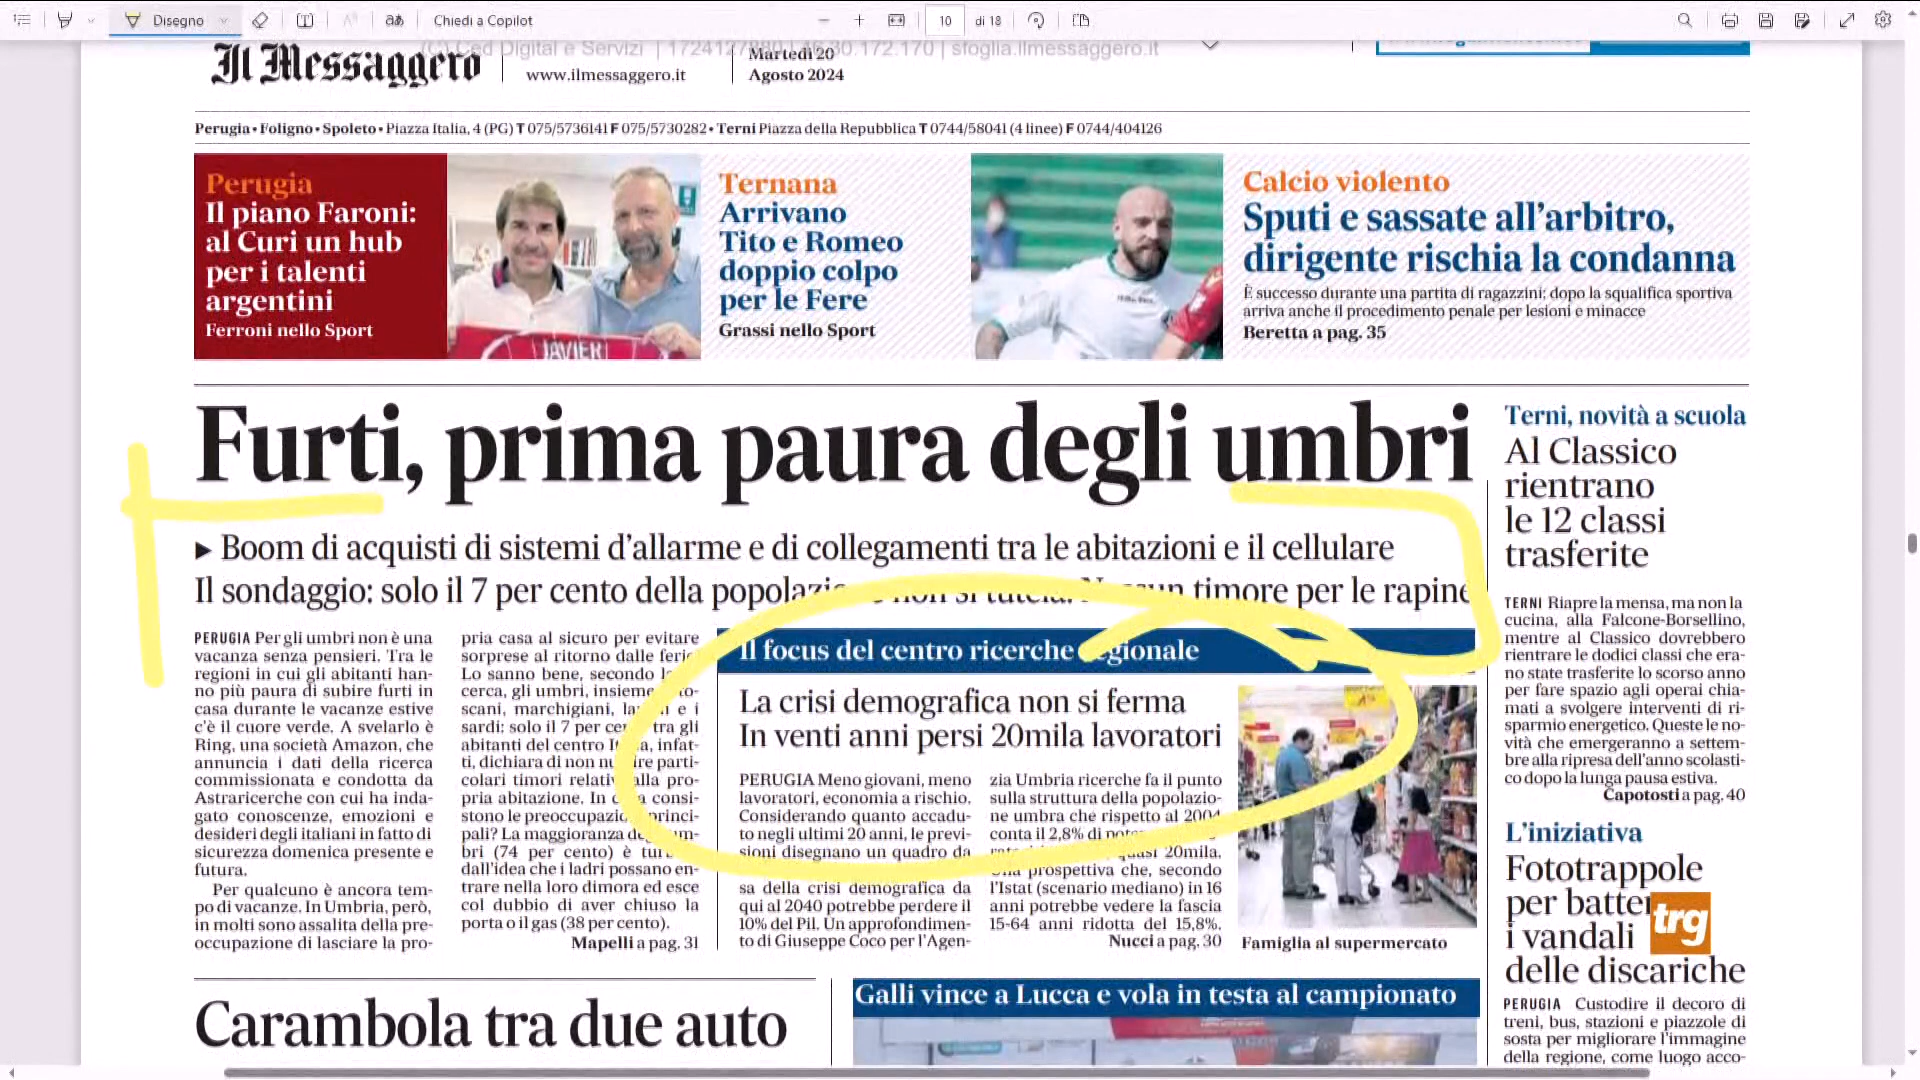 Disegno
Chiedi a Copilot
10
di 18
Il Messaggero
www.ilmessaggero.it
Martedì 20
Agosto 2024
Perugia • Foligno • Spoleto • Piazza Italia, 4 (PG) T 075/5736141 F 075/5730282 • Terni Piazza della Repubblica T 0744/58041 (4 linee) F 0744/404126
Perugia
Il piano Faroni:
al Curi un hub
per i talenti
argentini
Ferroni nello Sport
Ternana
Arrivano
Tito e Romeo
doppio colpo
per le Fere
Grassi nello Sport
Calcio violento
Sputi e sassate all'arbitro,
dirigente rischia la condanna
È successo durante una partita di ragazzini: dopo la squalifica sportiva
arriva anche il procedimento penale per lesioni e minacce
Beretta a pag. 35
Furti, prima paura degli umbri
►Boom di acquisti di sistemi d'allarme e di collegamenti tra le abitazioni e il cellulare
Il sondaggio: solo il 7 per cento della popolazione non si tutela. Nessun timore per le rapine
PERUGIA Per gli umbri non è una
vacanza senza pensieri. Tra le
regioni in cui gli abitanti han-
no più paura di subire furti in
casa durante le vacanze estive
c'è il cuore verde. A svelarlo è
Ring, una società Amazon, che
annuncia i dati della ricerca
commissionata e condotta da
Astraricerche con cui ha inda-
gato conoscenze, emozioni e
desideri degli italiani in fatto di
sicurezza domenica presente e
futura.
Per qualcuno è ancora tem-
po di vacanze. In Umbria, però,
in molti sono assalita della pre-
occupazione di lasciare la pro-
pria casa al sicuro per evitare
sorprese al ritorno dalle ferie.
Lo sanno bene, secondo la
cerca, gli umbri, insieme to-
scani, marchigiani, e i
sardi: solo il 7 per cento tra gli
abitanti del centro Italia, infat-
ti, dichiara di non nutrire parti-
colari timori relativi alla pro-
pria abitazione. In consi-
stono le preoccupazioni princi-
pali? La maggioranza degli um-
bri (74 per cento) è
dall'idea che i ladri possano en-
trare nella loro dimora ed esce
col dubbio di aver chiuso la
porta o il gas (38 per cento).
Mapelli a pag. 31
Il focus del centro ricerche regionale
La crisi demografica non si ferma
In venti anni persi 20mila lavoratori
PERUGIA Meno giovani, meno
lavoratori, economia a rischio.
Considerando quanto accadu-
to negli ultimi 20 anni, le previ-
sioni disegnano un quadro da
sa della crisi demografica da
qui al 2040 potrebbe perdere il
10% del Pil. Un approfondimen-
to di Giuseppe Coco per l'Agen-
zia Umbria ricerche fa il punto
sulla struttura della popolazio-
ne umbra che rispetto al 2004
conta il 2,8% di
quasi 20mila.
Una prospettiva che, secondo
l'Istat (scenario mediano) in 16
anni potrebbe vedere la fascia
15-64 anni ridotta del 15,8%.
Nucci a pag. 30
Famiglia al supermercato
Terni, novità a scuola
Al Classico
rientrano
le 12 classi
trasferite
TERNI Riapre la mensa, ma non la
cucina, alla Falcone-Borsellino,
mentre al Classico dovrebbero
rientrare le dodici classi che era-
no state trasferite lo scorso anno
per fare spazio agli operai chia-
mati a svolgere interventi di ri-
sparmio energetico. Queste le no-
vità che emergeranno a settem-
bre alla ripresa dell'anno scolasti-
co dopo la lunga pausa estiva.
Capotosti a pag. 40
L'iniziativa
Fototrappole
per batter
i vandali
delle discariche
PERUGIA Custodire il decoro di
treni, bus, stazioni e piazzole di
sosta per migliorare l'immagine
della regione, come luogo acco-
trg
Carambola tra due auto
Galli vince a Lucca e vola in testa al campionato